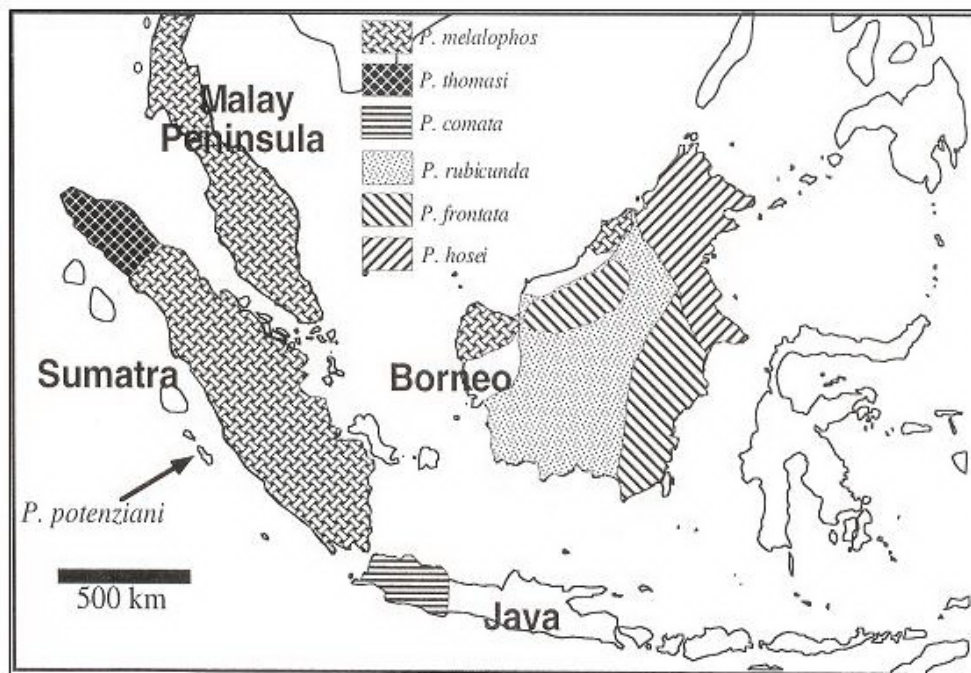 P. melalophos
P. thomasi
P. comata
P. rubicunda
P. frontata
P. hosei
Malay
Peninsula
Sumatra
Borneo
P. potenziani
500 km
Java